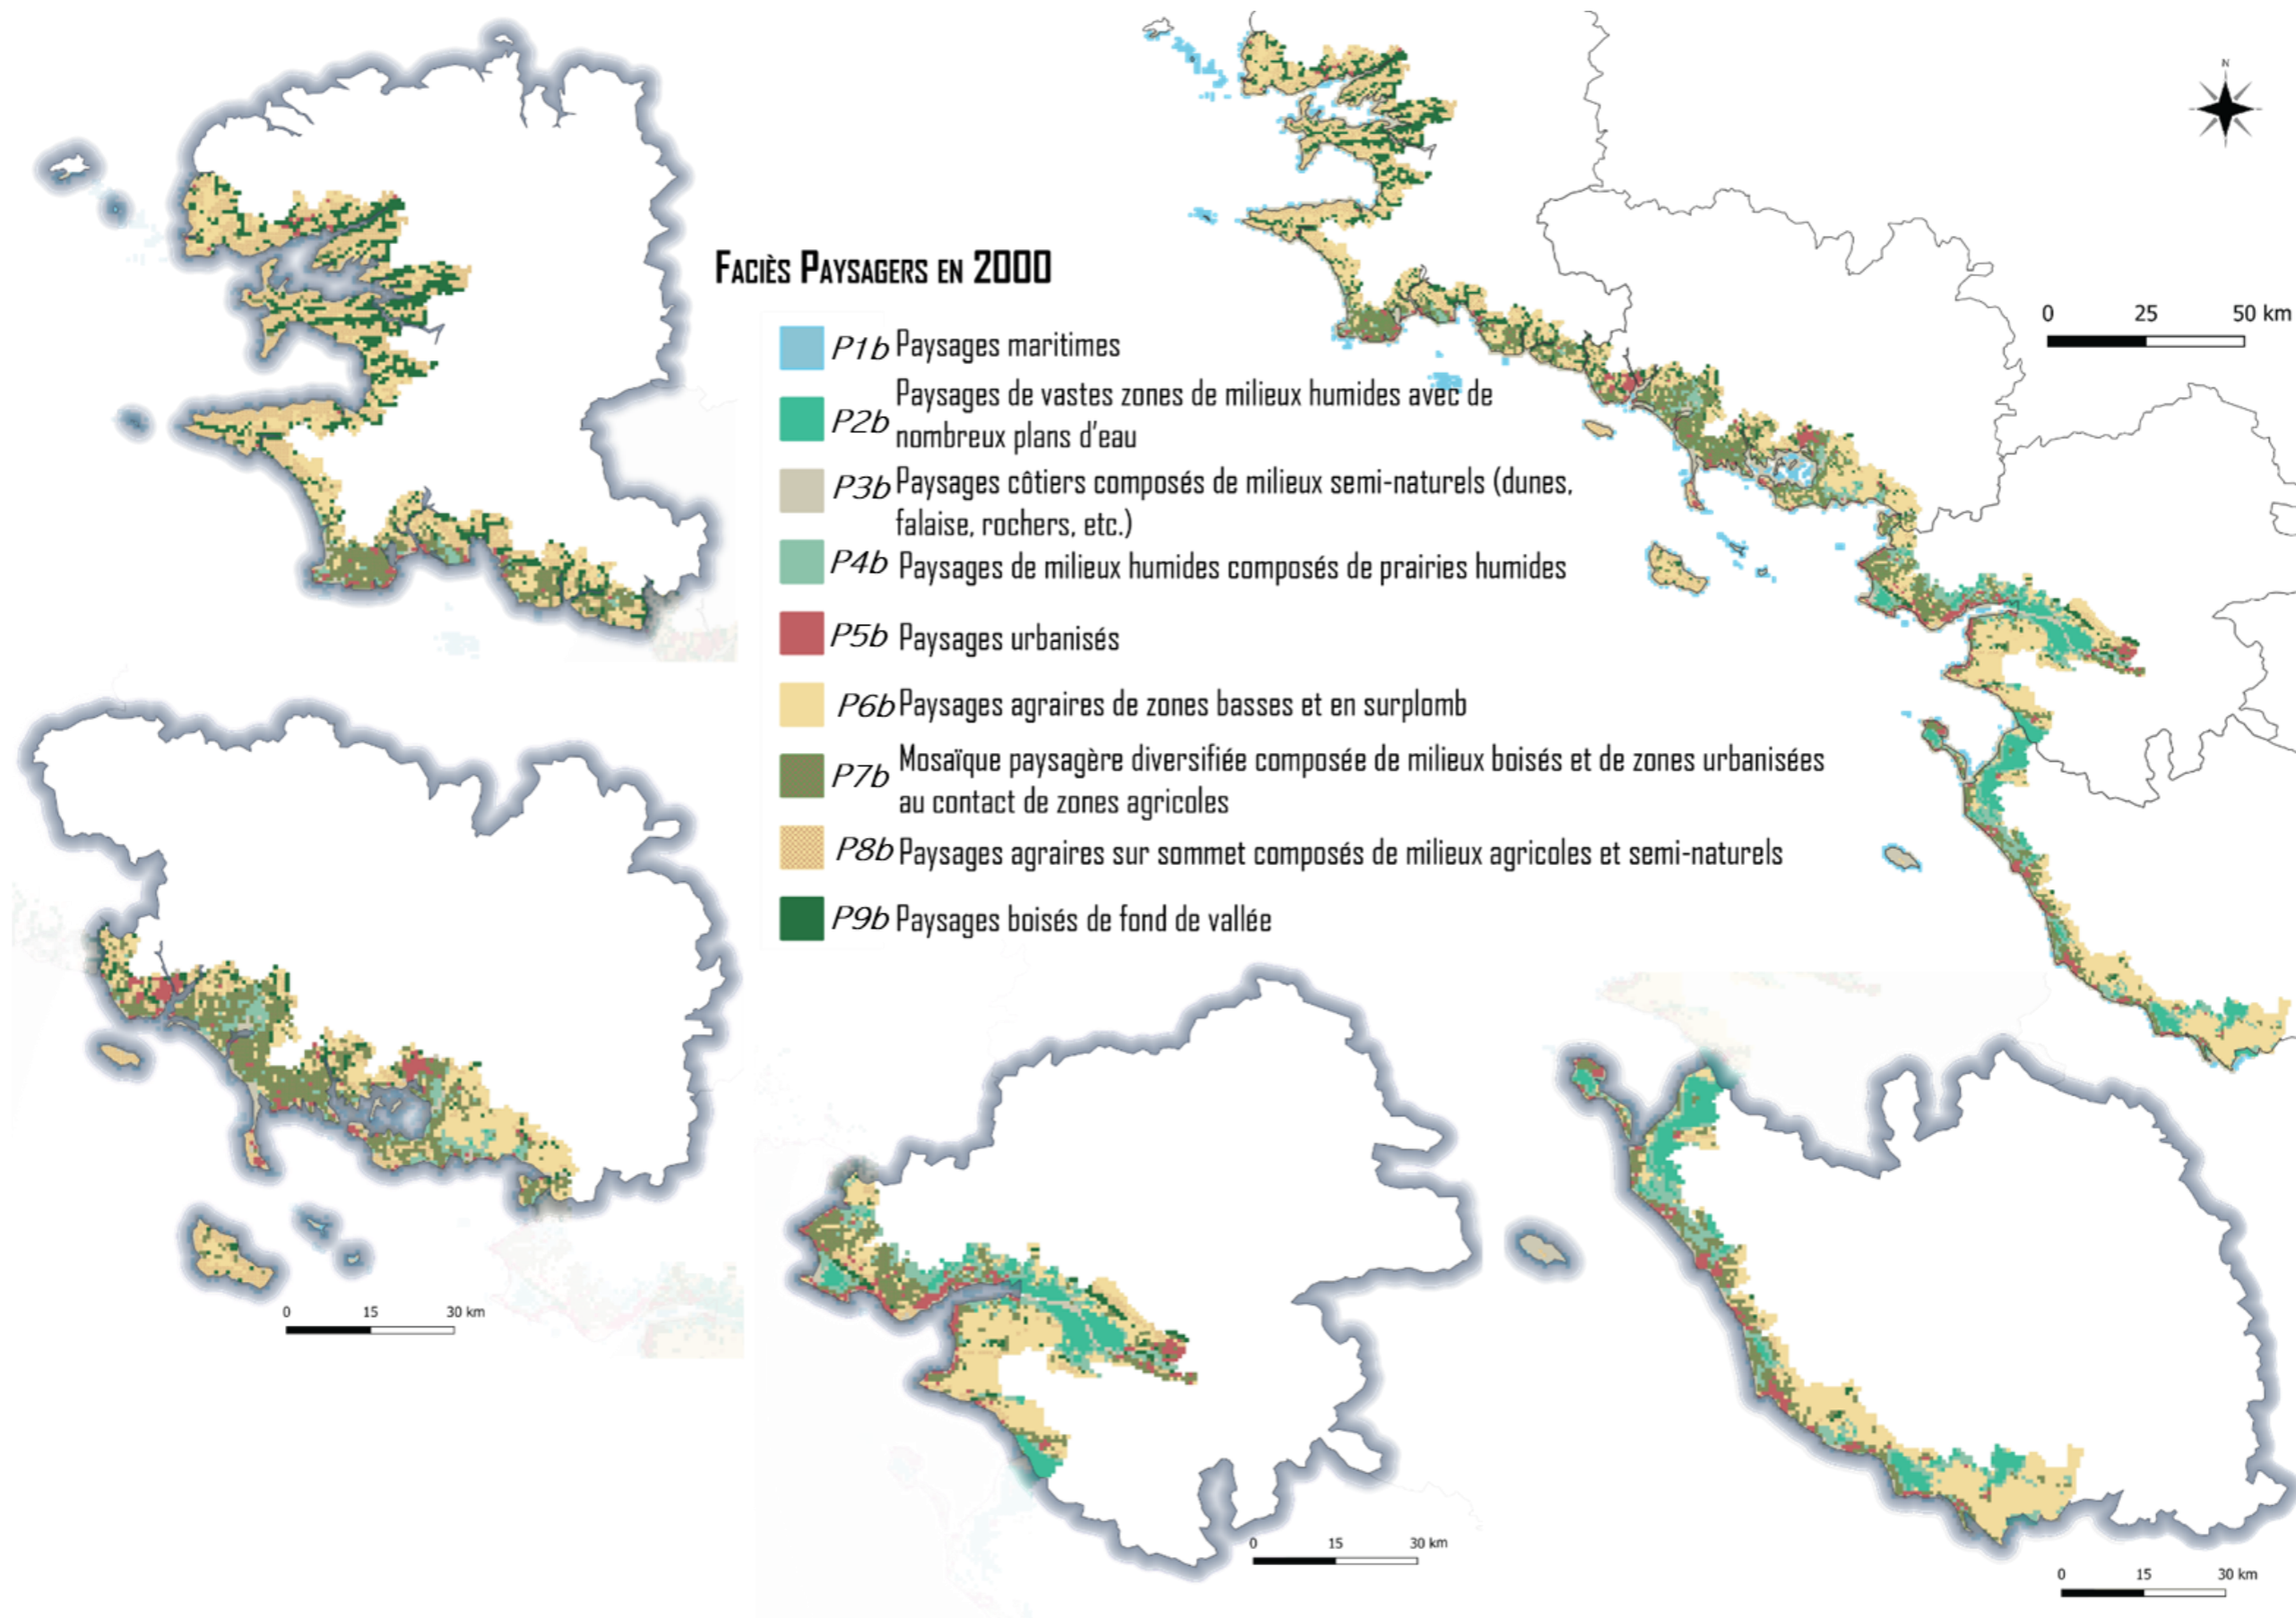 N
0 25 50 km
FACIÈS PAYSAGERS EN 2000
P1b Paysages maritimes
P2b Paysages de vastes zones de milieux humides avec de
nombreux plans d'eau
P3b Paysages côtiers composés de milieux semi-naturels (dunes,
falaise, rochers, etc.)
P4b Paysages de milieux humides composés de prairies humides
P5b Paysages urbanisés
P6b Paysages agraires de zones basses et en surplomb
P7b Mosaïque paysagère diversifiée composée de milieux boisés et de zones urbanisées
au contact de zones agricoles
P8b Paysages agraires sur sommet composés de milieux agricoles et semi-naturels
P9b Paysages boisés de fond de vallée
0 15 30 km
0 15 30 km
0 15 30 km